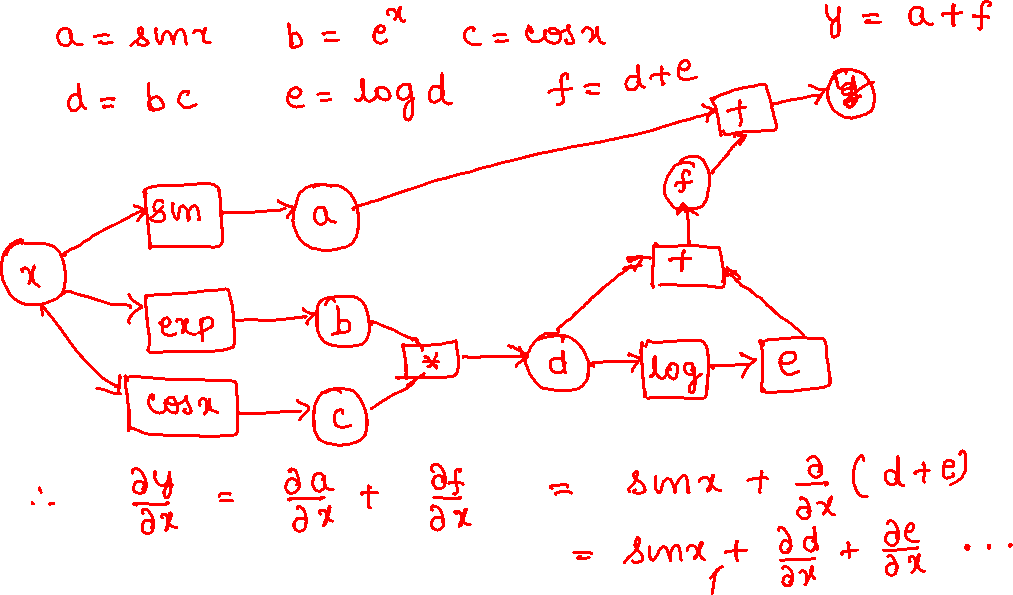 a = sinx b = e^x c = cosx y = a+f
d = bc e = log d f = d+e
+ y
f
sin a
x +
exp b
* d log e
cosx c
∴ ∂y/∂x = ∂a/∂x + ∂f/∂x = sinx + ∂/∂x (d+e)
= sinx + ∂d/∂x + ∂e/∂x ...